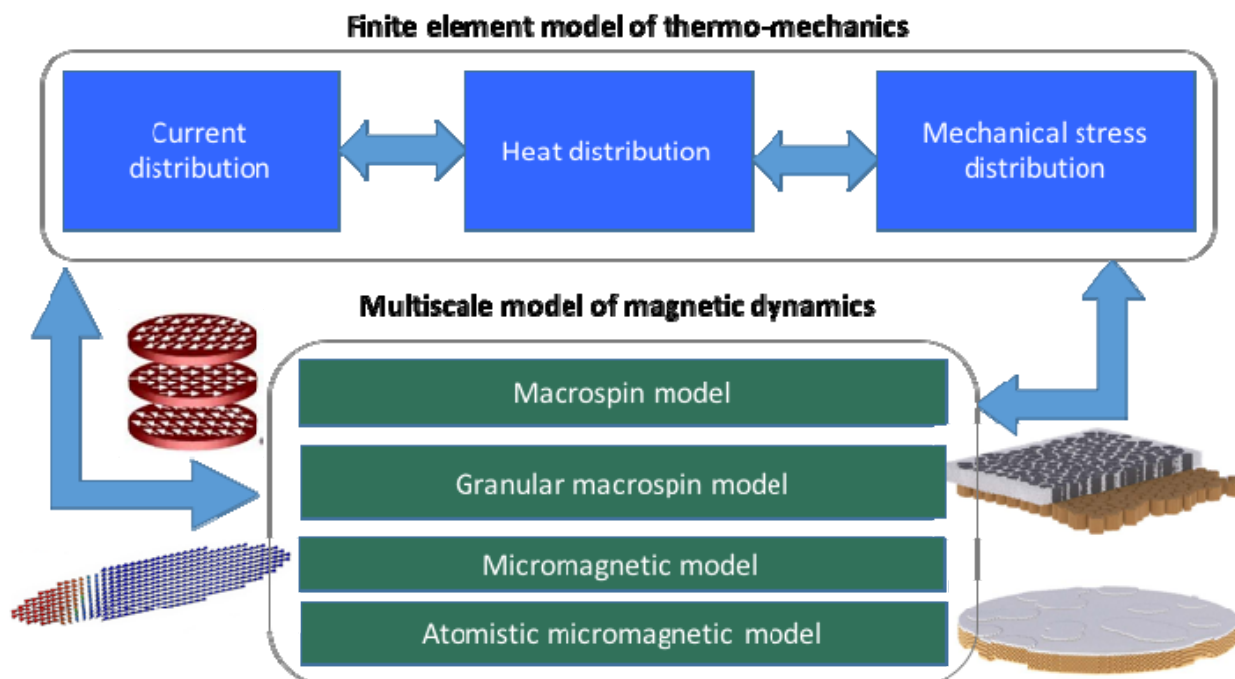 Finite element model of thermo-mechanics
Current
distribution
Heat distribution
Mechanical stress
distribution
Multiscale model of magnetic dynamics
Macrospin model
Granular macrospin model
Micromagnetic model
Atomistic micromagnetic model